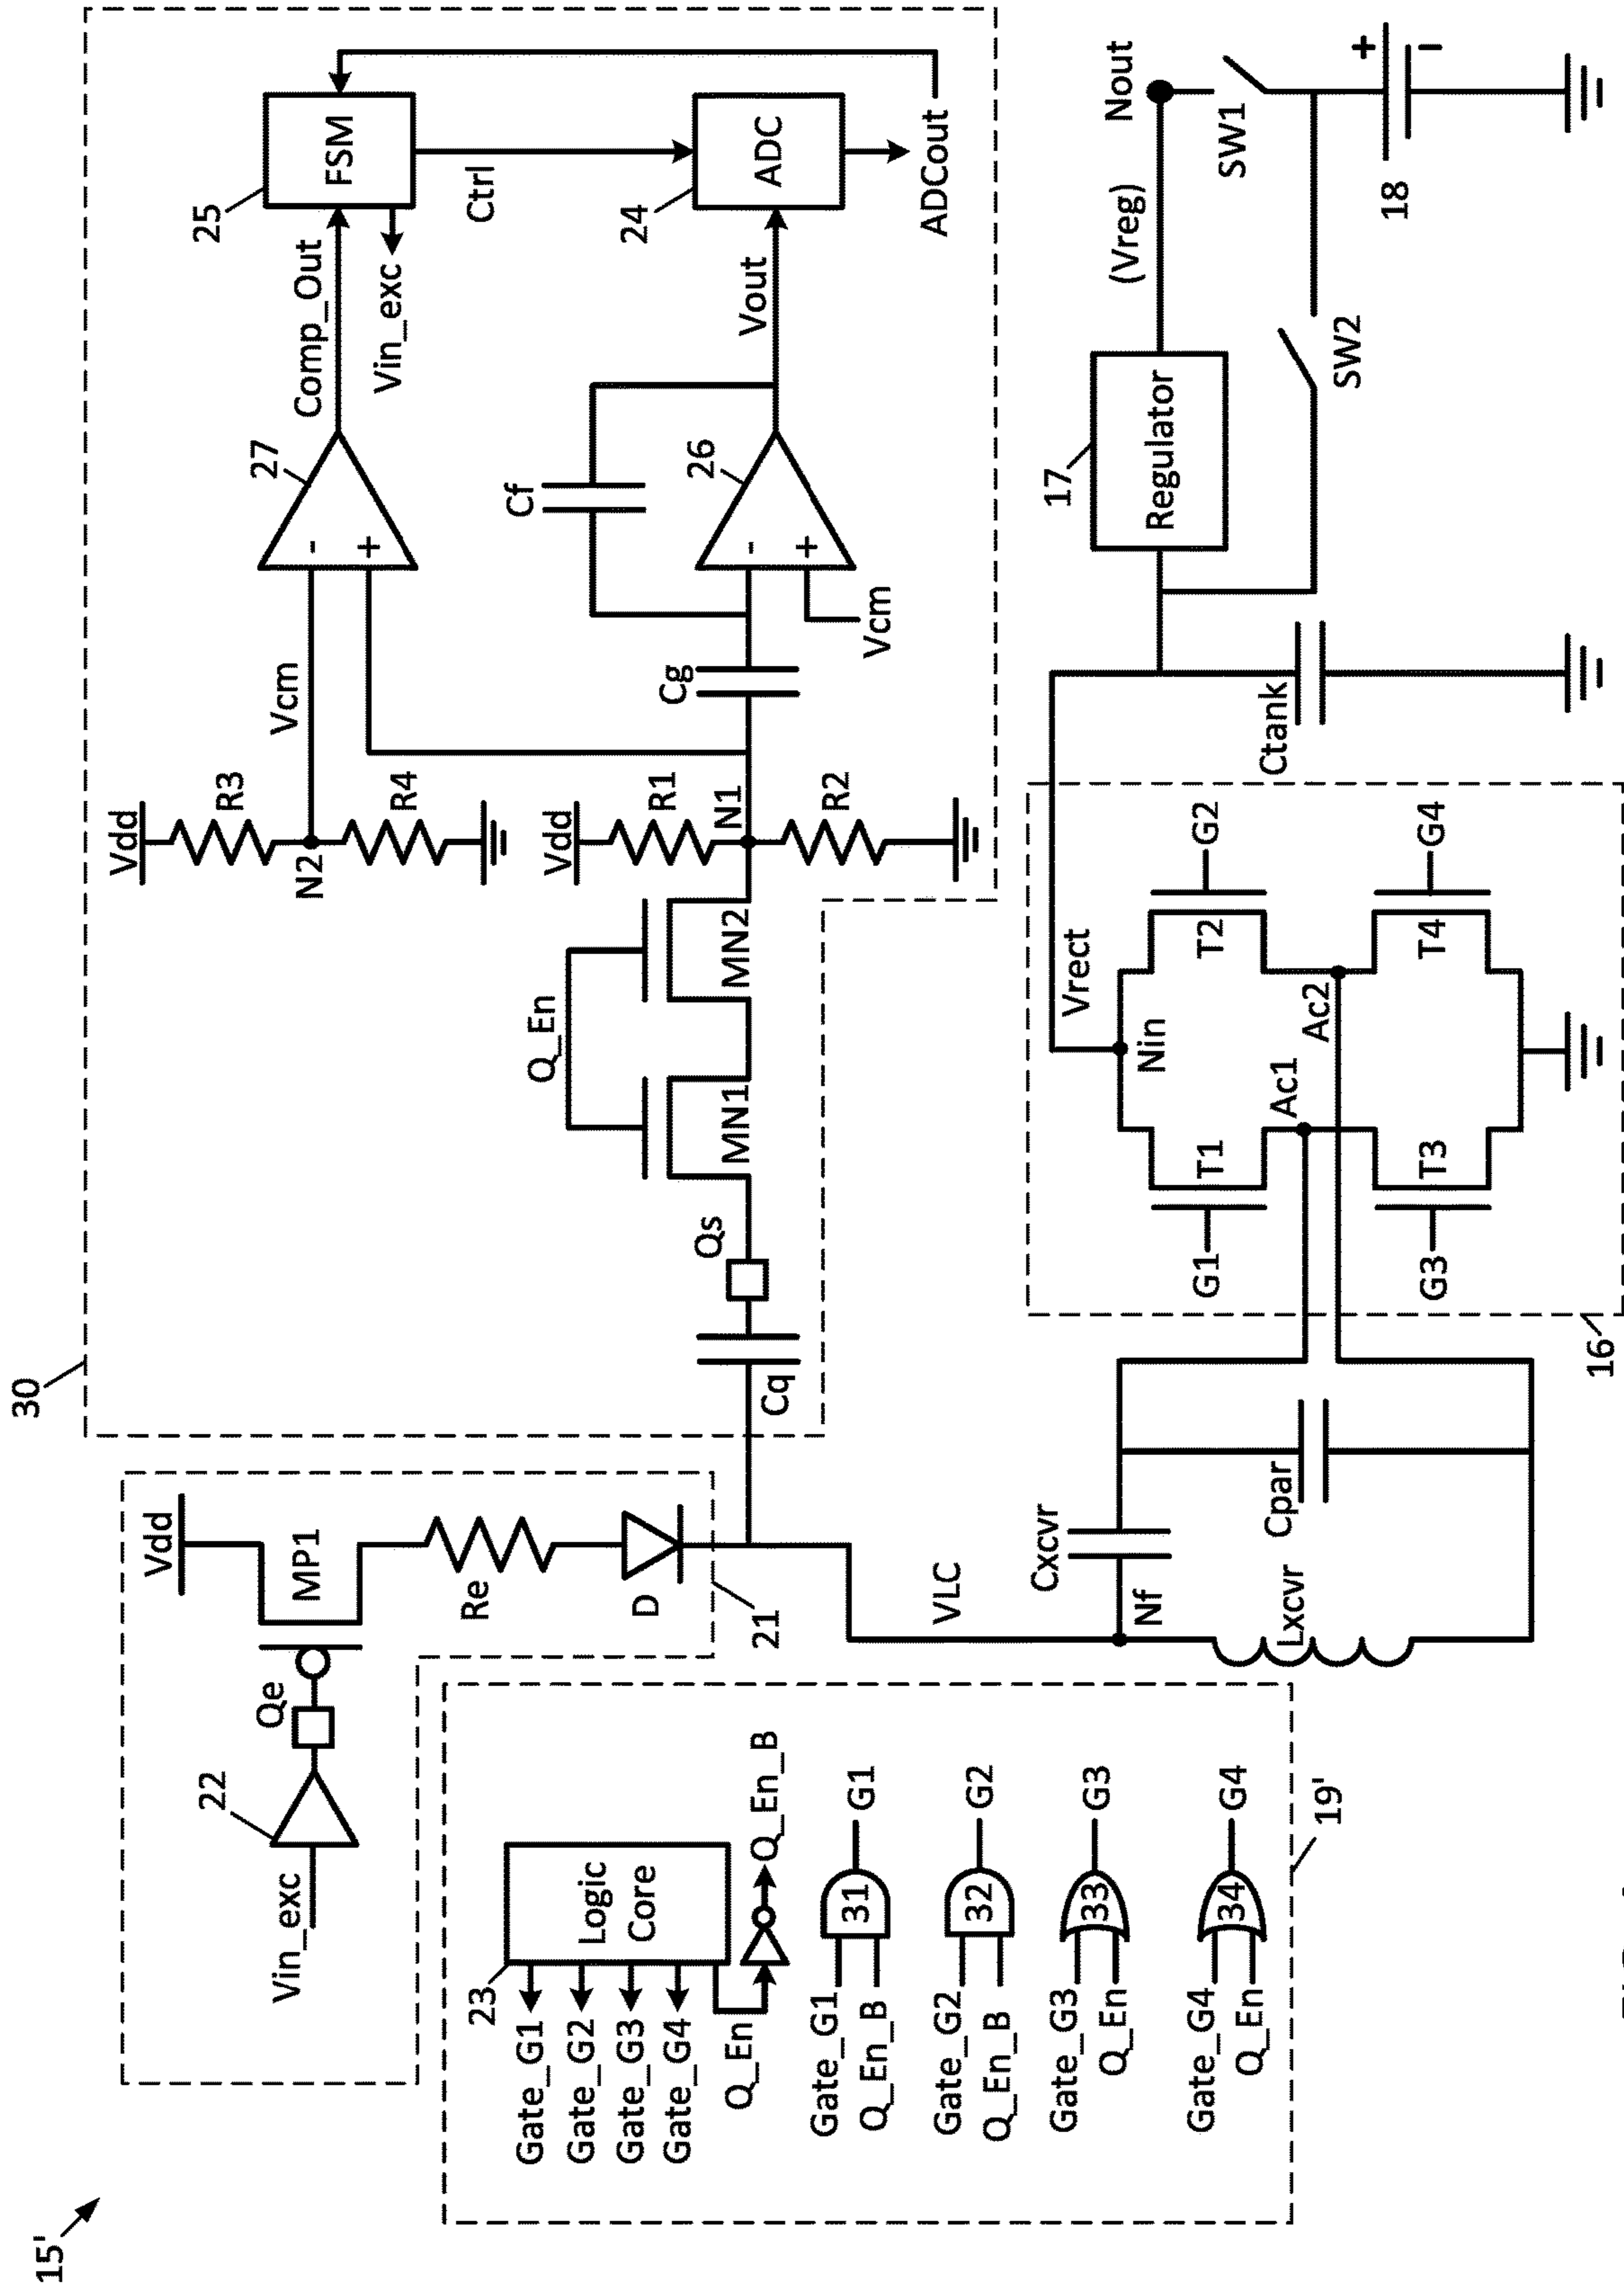 15'
30
25
FSM
Comp_Out
Vin_exc
Ctrl
24
ADC
ADCout
Vout
27
-
+
Cf
26
-
+
Vcm
Vcm
Cg
Vdd
R3
N2
R4
Vdd
R1
N1
R2
Q_En
MN2
MN1
Qs
Cq
Vdd
MP1
Re
D
21
Qe
22
Vin_exc
VLC
Cxcvr
Nf
Lxcvr
Cpar
16
Vrect
Nin
Ac1
Ac2
T1
G1
T2
G2
T3
G3
T4
G4
Ctank
17
Regulator
(Vreg)
Nout
SW1
SW2
18
+
-
19'
23
Logic
Core
Gate_G1
Gate_G2
Gate_G3
Gate_G4
Q_En
Q_En_B
Gate_G1
Q_En_B
31
G1
Gate_G2
Q_En_B
32
G2
Gate_G3
Q_En
33
G3
Gate_G4
Q_En
34
G4